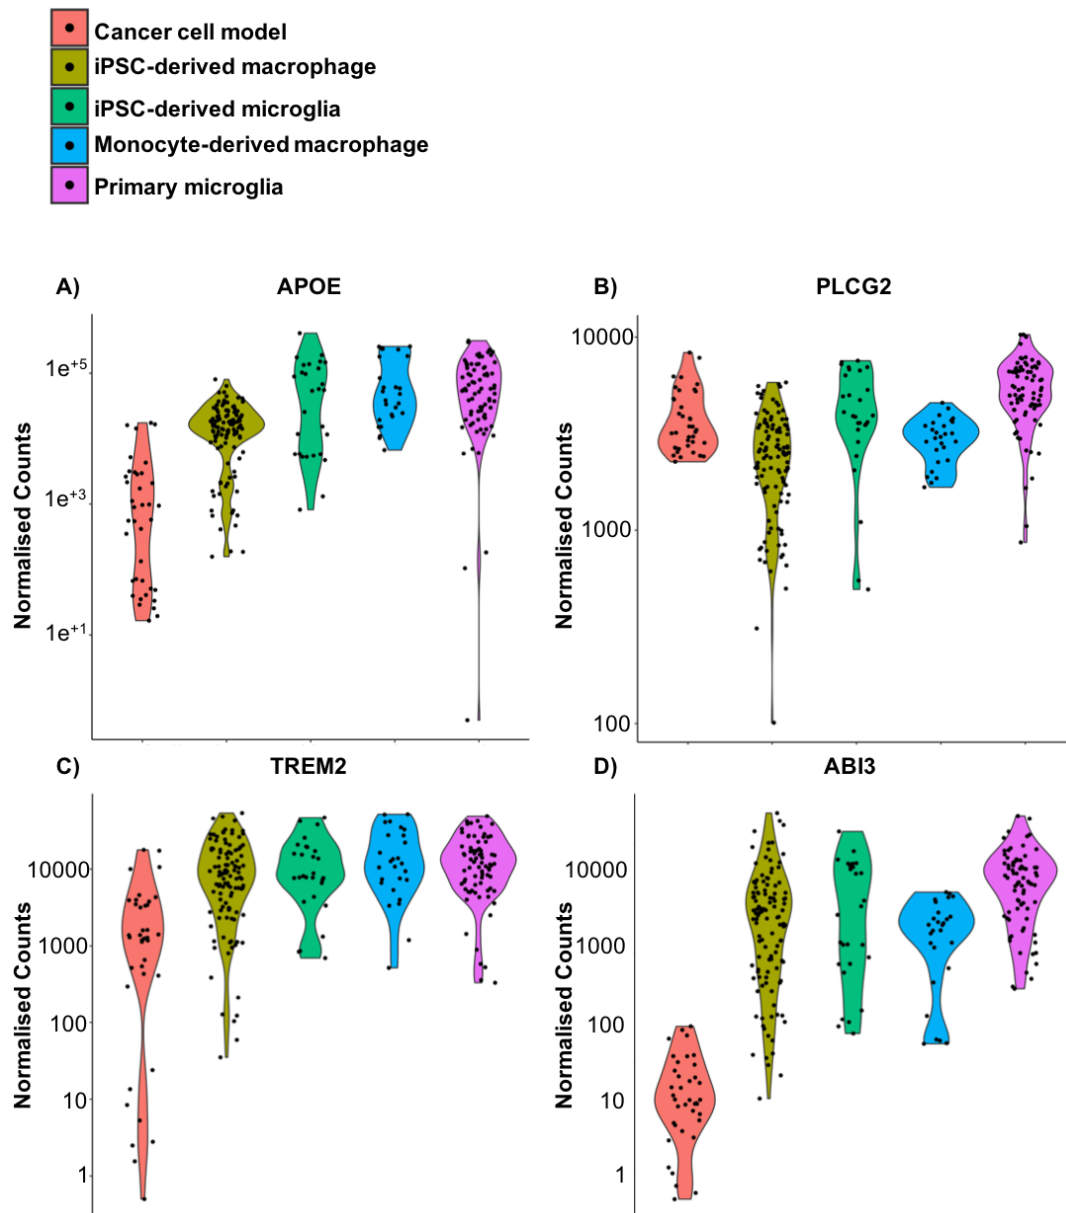 Cancer cell model
iPSC-derived macrophage
iPSC-derived microglia
Monocyte-derived macrophage
Primary microglia
A) APOE
Normalised Counts
1e+5
1e+3
1e+1
B) PLCG2
Normalised Counts
10000
1000
100
C) TREM2
Normalised Counts
10000
1000
100
10
1
D) ABI3
Normalised Counts
10000
1000
100
10
1